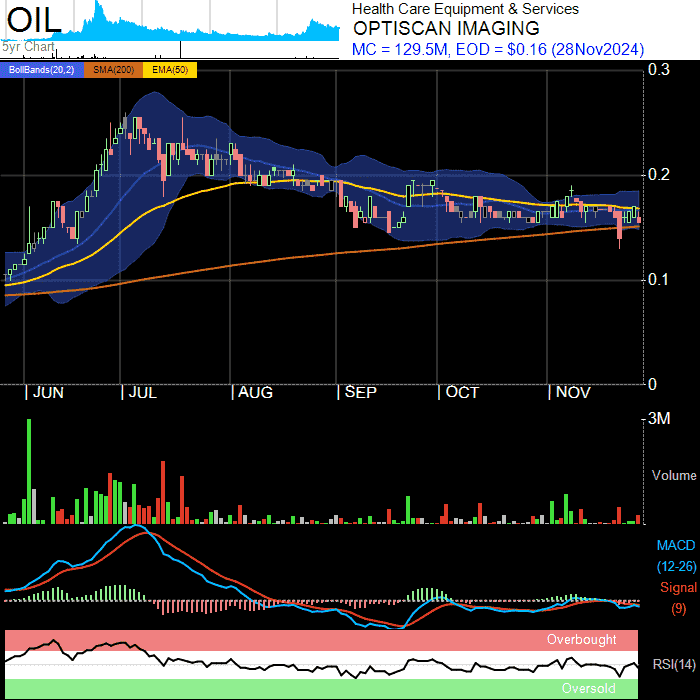 OIL
5yr Chart
Health Care Equipment & Services
OPTISCAN IMAGING
MC = 129.5M, EOD = $0.16 (28Nov2024)
BollBands(20,2) SMA(200) EMA(50)
0.3
0.2
0.1
0
JUN JUL AUG SEP OCT NOV
3M
Volume
MACD
(12-26)
Signal
(9)
Overbought
RSI(14)
Oversold